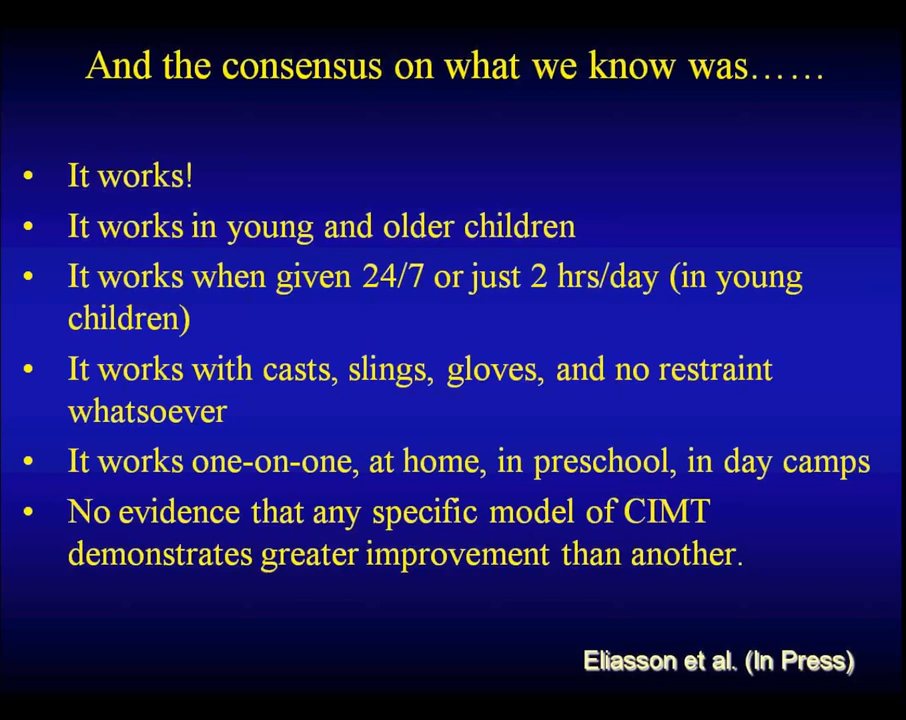 And the consensus on what we know was……
• It works!
• It works in young and older children
• It works when given 24/7 or just 2 hrs/day (in young
children)
• It works with casts, slings, gloves, and no restraint
whatsoever
• It works one-on-one, at home, in preschool, in day camps
• No evidence that any specific model of CIMT
demonstrates greater improvement than another.
Eliasson et al. (In Press)